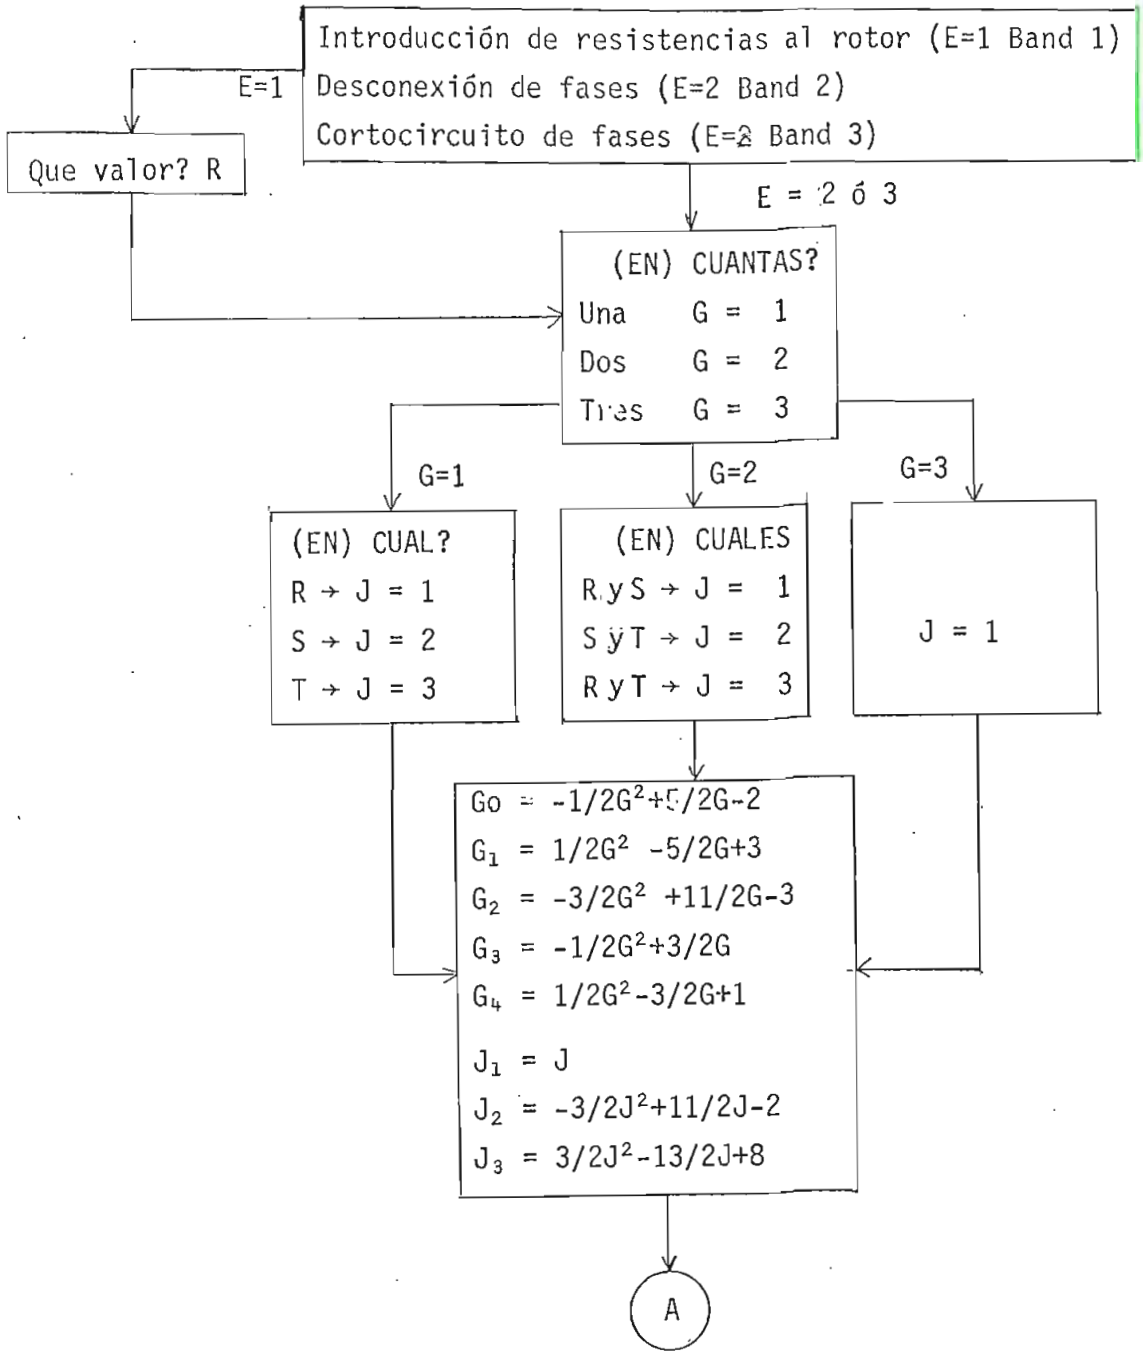 Introducción de resistencias al rotor (E=1 Band 1)
E=1
Desconexión de fases (E=2 Band 2)
Cortocircuito de fases (E=2 Band 3)
Que valor? R
E = 2 ó 3
(EN) CUANTAS?
Una G = 1
Dos G = 2
Tres G = 3
G=1
G=2
G=3
(EN) CUAL?
R → J = 1
S → J = 2
T → J = 3
(EN) CUALES
R y S → J = 1
S y T → J = 2
R y T → J = 3
J = 1
Go = -1/2G²+5/2G-2
G₁ = 1/2G² -5/2G+3
G₂ = -3/2G² +11/2G-3
G₃ = -1/2G²+3/2G
G₄ = 1/2G²-3/2G+1
J₁ = J
J₂ = -3/2J²+11/2J-2
J₃ = 3/2J²-13/2J+8
A